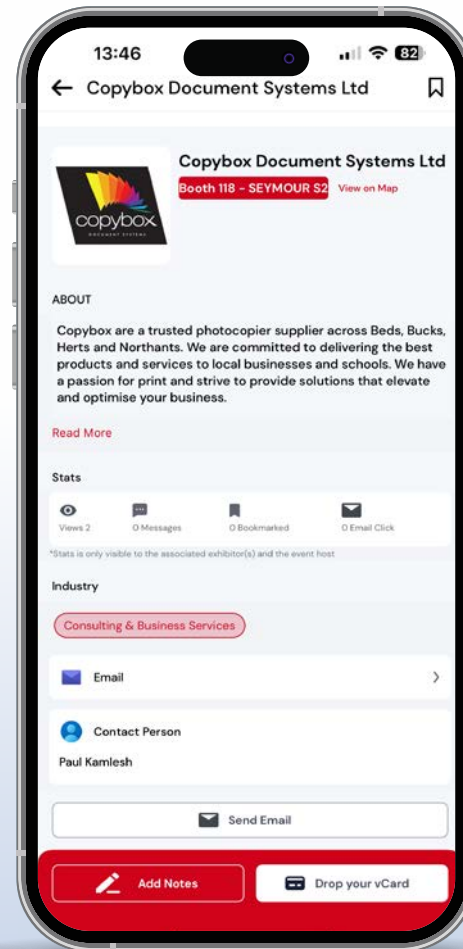 13:46
82
Copybox Document Systems Ltd
copybox
DOCUMENT SYSTEMS
Copybox Document Systems Ltd
Booth 118 - SEYMOUR S2 View on Map
ABOUT
Copybox are a trusted photocopier supplier across Beds, Bucks,
Herts and Northants. We are committed to delivering the best
products and services to local businesses and schools. We have
a passion for print and strive to provide solutions that elevate
and optimise your business.
Read More
Stats
Views 2 0 Messages 0 Bookmarked 0 Email Click
*Stats is only visible to the associated exhibitor(s) and the event host
Industry
Consulting & Business Services
Email
Contact Person
Paul Kamlesh
Send Email
Add Notes Drop your vCard